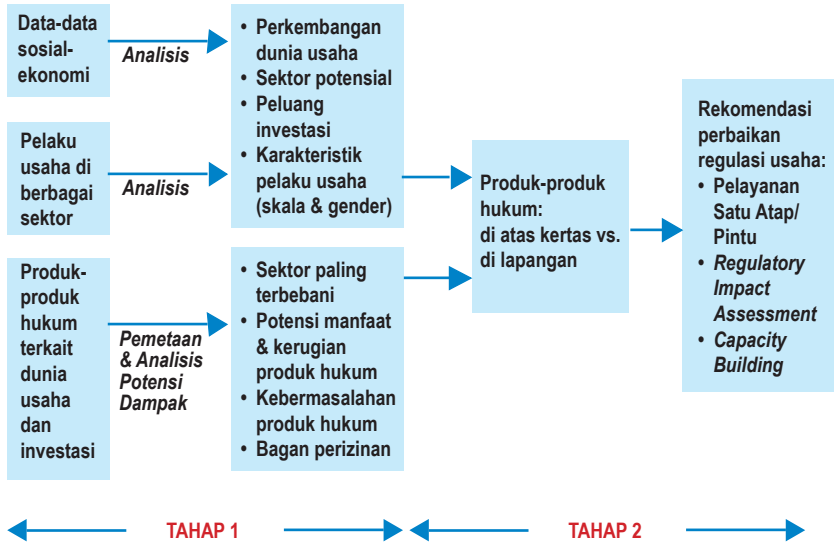 Data-data
sosial-
ekonomi
Analisis
• Perkembangan
dunia usaha
• Sektor potensial
• Peluang
investasi
• Karakteristik
pelaku usaha
(skala & gender)
Pelaku
usaha di
berbagai
sektor
Analisis
Produk-
produk
hukum
terkait
dunia
usaha
dan
investasi
Pemetaan
& Analisis
Potensi
Dampak
• Sektor paling
terbebani
• Potensi manfaat
& kerugian
produk hukum
• Kebermasalahan
produk hukum
• Bagan perizinan
Produk-produk
hukum:
di atas kertas vs.
di lapangan
Rekomendasi
perbaikan
regulasi usaha:
• Pelayanan
Satu Atap/
Pintu
• Regulatory
Impact
Assessment
• Capacity
Building
TAHAP 1
TAHAP 2